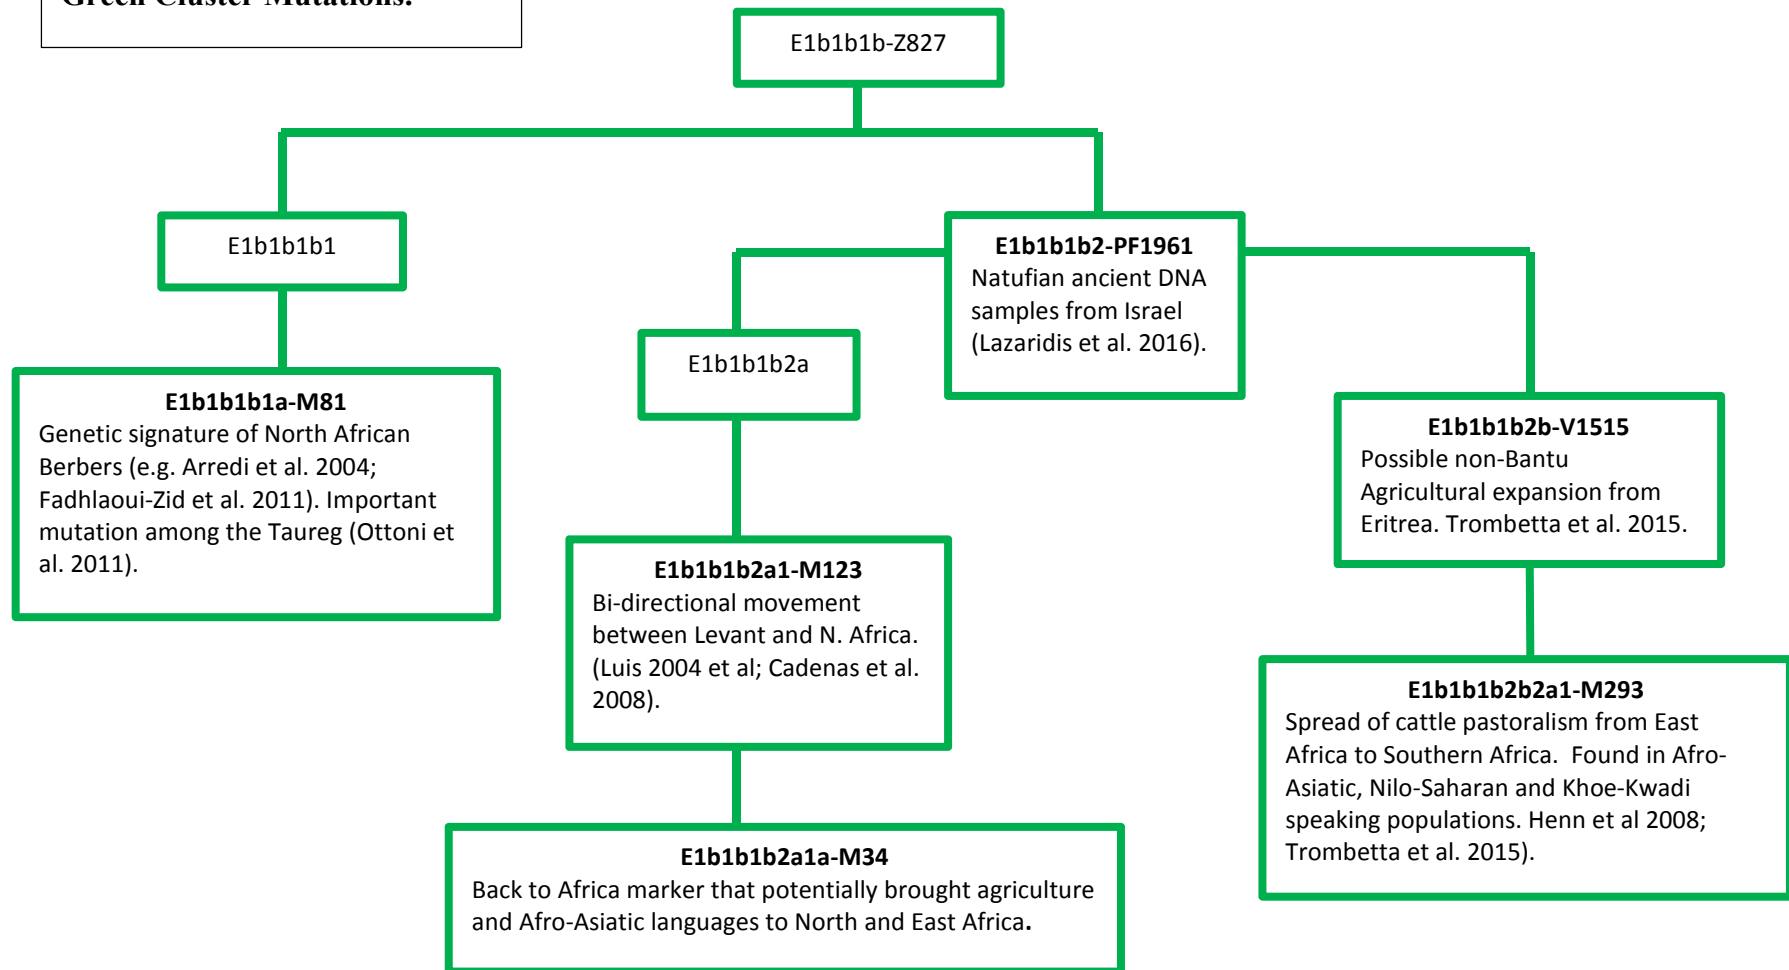 Green Cluster Mutations.
E1b1b1b-Z827
E1b1b1b1
E1b1b1b2-PF1961
Natufian ancient DNA
samples from Israel
(Lazaridis et al. 2016).
E1b1b1b2a
E1b1b1b1a-M81
Genetic signature of North African
Berbers (e.g. Arredi et al. 2004;
Fadhlaoui-Zid et al. 2011). Important
mutation among the Taureg (Ottoni et
al. 2011).
E1b1b1b2b-V1515
Possible non-Bantu
Agricultural expansion from
Eritrea. Trombetta et al. 2015.
E1b1b1b2a1-M123
Bi-directional movement
between Levant and N. Africa.
(Luis 2004 et al; Cadenas et al.
2008).
E1b1b1b2b2a1-M293
Spread of cattle pastoralism from East
Africa to Southern Africa.  Found in Afro-
Asiatic, Nilo-Saharan and Khoe-Kwadi
speaking populations. Henn et al 2008;
Trombetta et al. 2015).
E1b1b1b2a1a-M34
Back to Africa marker that potentially brought agriculture
and Afro-Asiatic languages to North and East Africa.